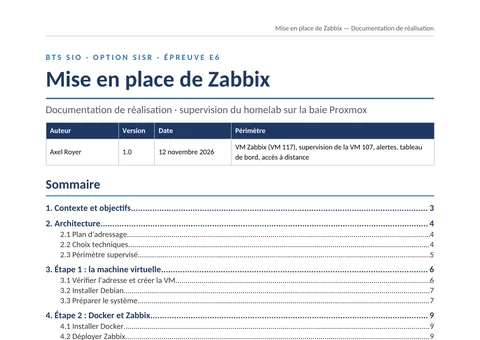 Mise en place de Zabbix — Documentation de réalisation
BTS SIO · OPTION SISR · ÉPREUVE E6
Mise en place de Zabbix
Documentation de réalisation · supervision du homelab sur la baie Proxmox
Auteur Version Date Périmètre
Axel Royer 1.0 12 novembre 2026 VM Zabbix (VM 117), supervision de la VM 107, alertes, tableau
de bord, accès à distance
Sommaire
1. Contexte et objectifs 3
2. Architecture 4
2.1 Plan d'adressage 4
2.2 Choix techniques 4
2.3 Périmètre supervisé 5
3. Étape 1 : la machine virtuelle 6
3.1 Vérifier l'adresse et créer la VM 6
3.2 Installer Debian 7
3.3 Préparer le système 7
4. Étape 2 : Docker et Zabbix 9
4.1 Installer Docker 9
4.2 Déployer Zabbix 9